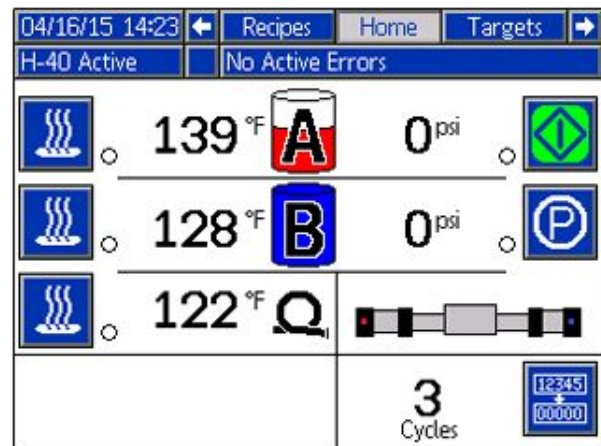 04/16/15 14:23 Recipes Home Targets
H-40 Active No Active Errors
139 °F A 0 psi
128 °F B 0 psi P
122 °F
3
Cycles
12345
00000